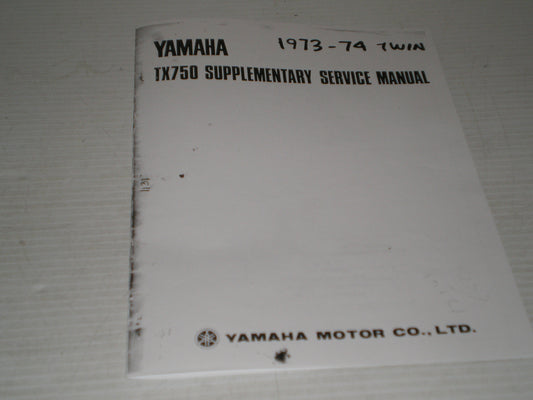 YAMAHA 1973-74 TWIN
TX750 SUPPLEMENTARY SERVICE MANUAL
YAMAHA MOTOR CO., LTD.